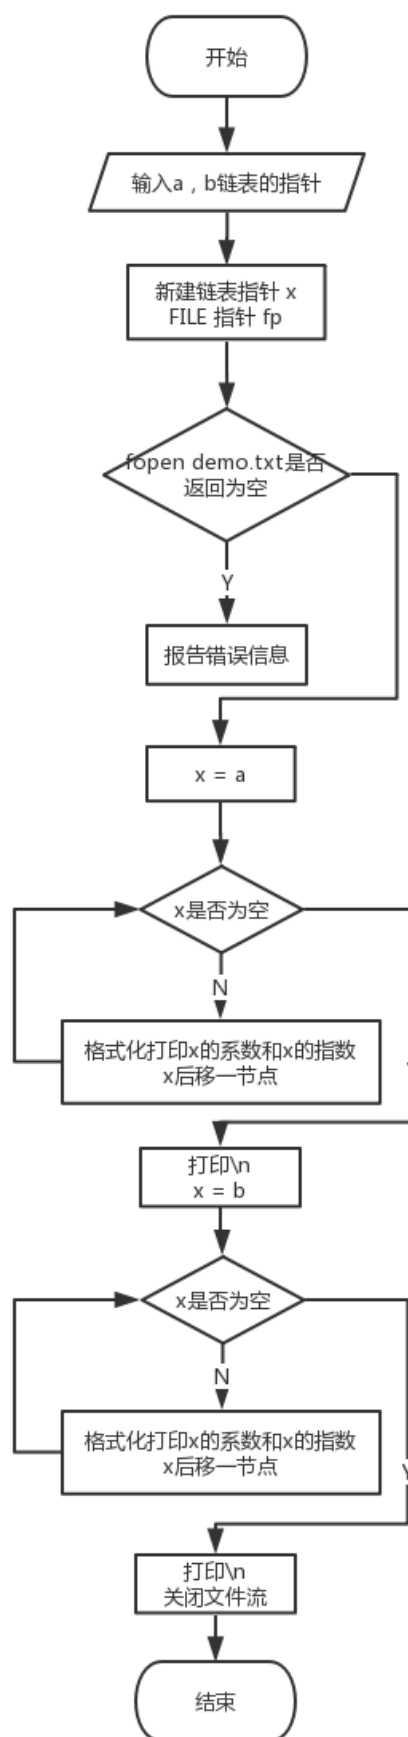 开始
输入a，b链表的指针
新建链表指针 x
FILE 指针 fp
fopen demo.txt是否
返回为空
Y
报告错误信息
x = a
x是否为空
N
格式化打印x的系数和x的指数
x后移一节点
打印\n
x = b
x是否为空
N
格式化打印x的系数和x的指数
x后移一节点
Y
打印\n
关闭文件流
结束